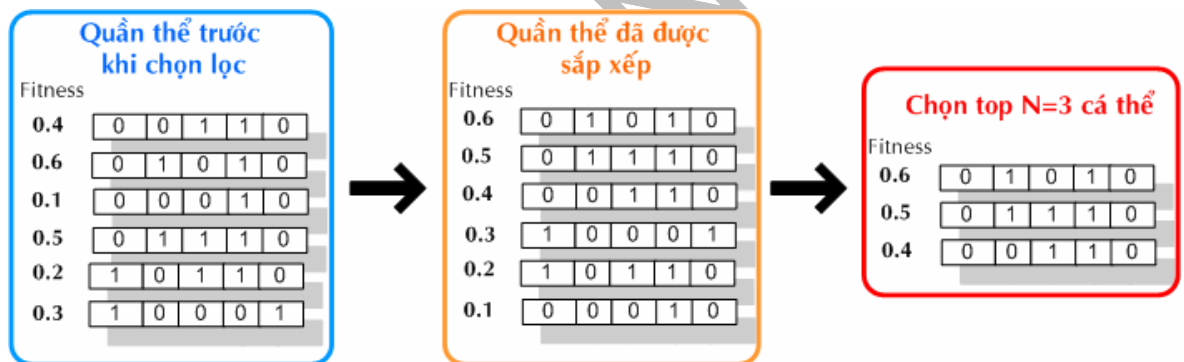 Quần thể trước
khi chọn lọc
Fitness
0.4 0 0 1 1 0
0.6 0 1 0 1 0
0.1 0 0 0 1 0
0.5 0 1 1 1 0
0.2 1 0 1 1 0
0.3 1 0 0 0 1
Quần thể đã được
sắp xếp
Fitness
0.6 0 1 0 1 0
0.5 0 1 1 1 0
0.4 0 0 1 1 0
0.3 1 0 0 0 1
0.2 1 0 1 1 0
0.1 0 0 0 1 0
Chọn top N=3 cá thể
Fitness
0.6 0 1 0 1 0
0.5 0 1 1 1 0
0.4 0 0 1 1 0